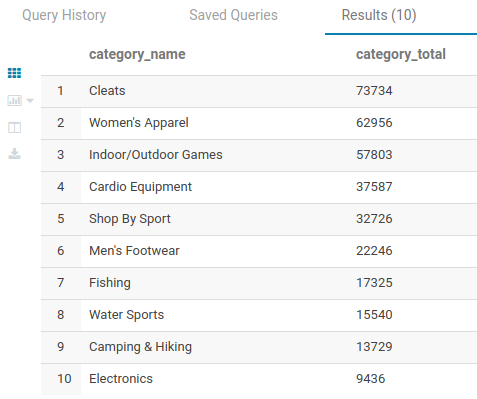 Query History Saved Queries Results (10)
category_name category_total
1 Cleats 73734
2 Women's Apparel 62956
3 Indoor/Outdoor Games 57803
4 Cardio Equipment 37587
5 Shop By Sport 32726
6 Men's Footwear 22246
7 Fishing 17325
8 Water Sports 15540
9 Camping & Hiking 13729
10 Electronics 9436